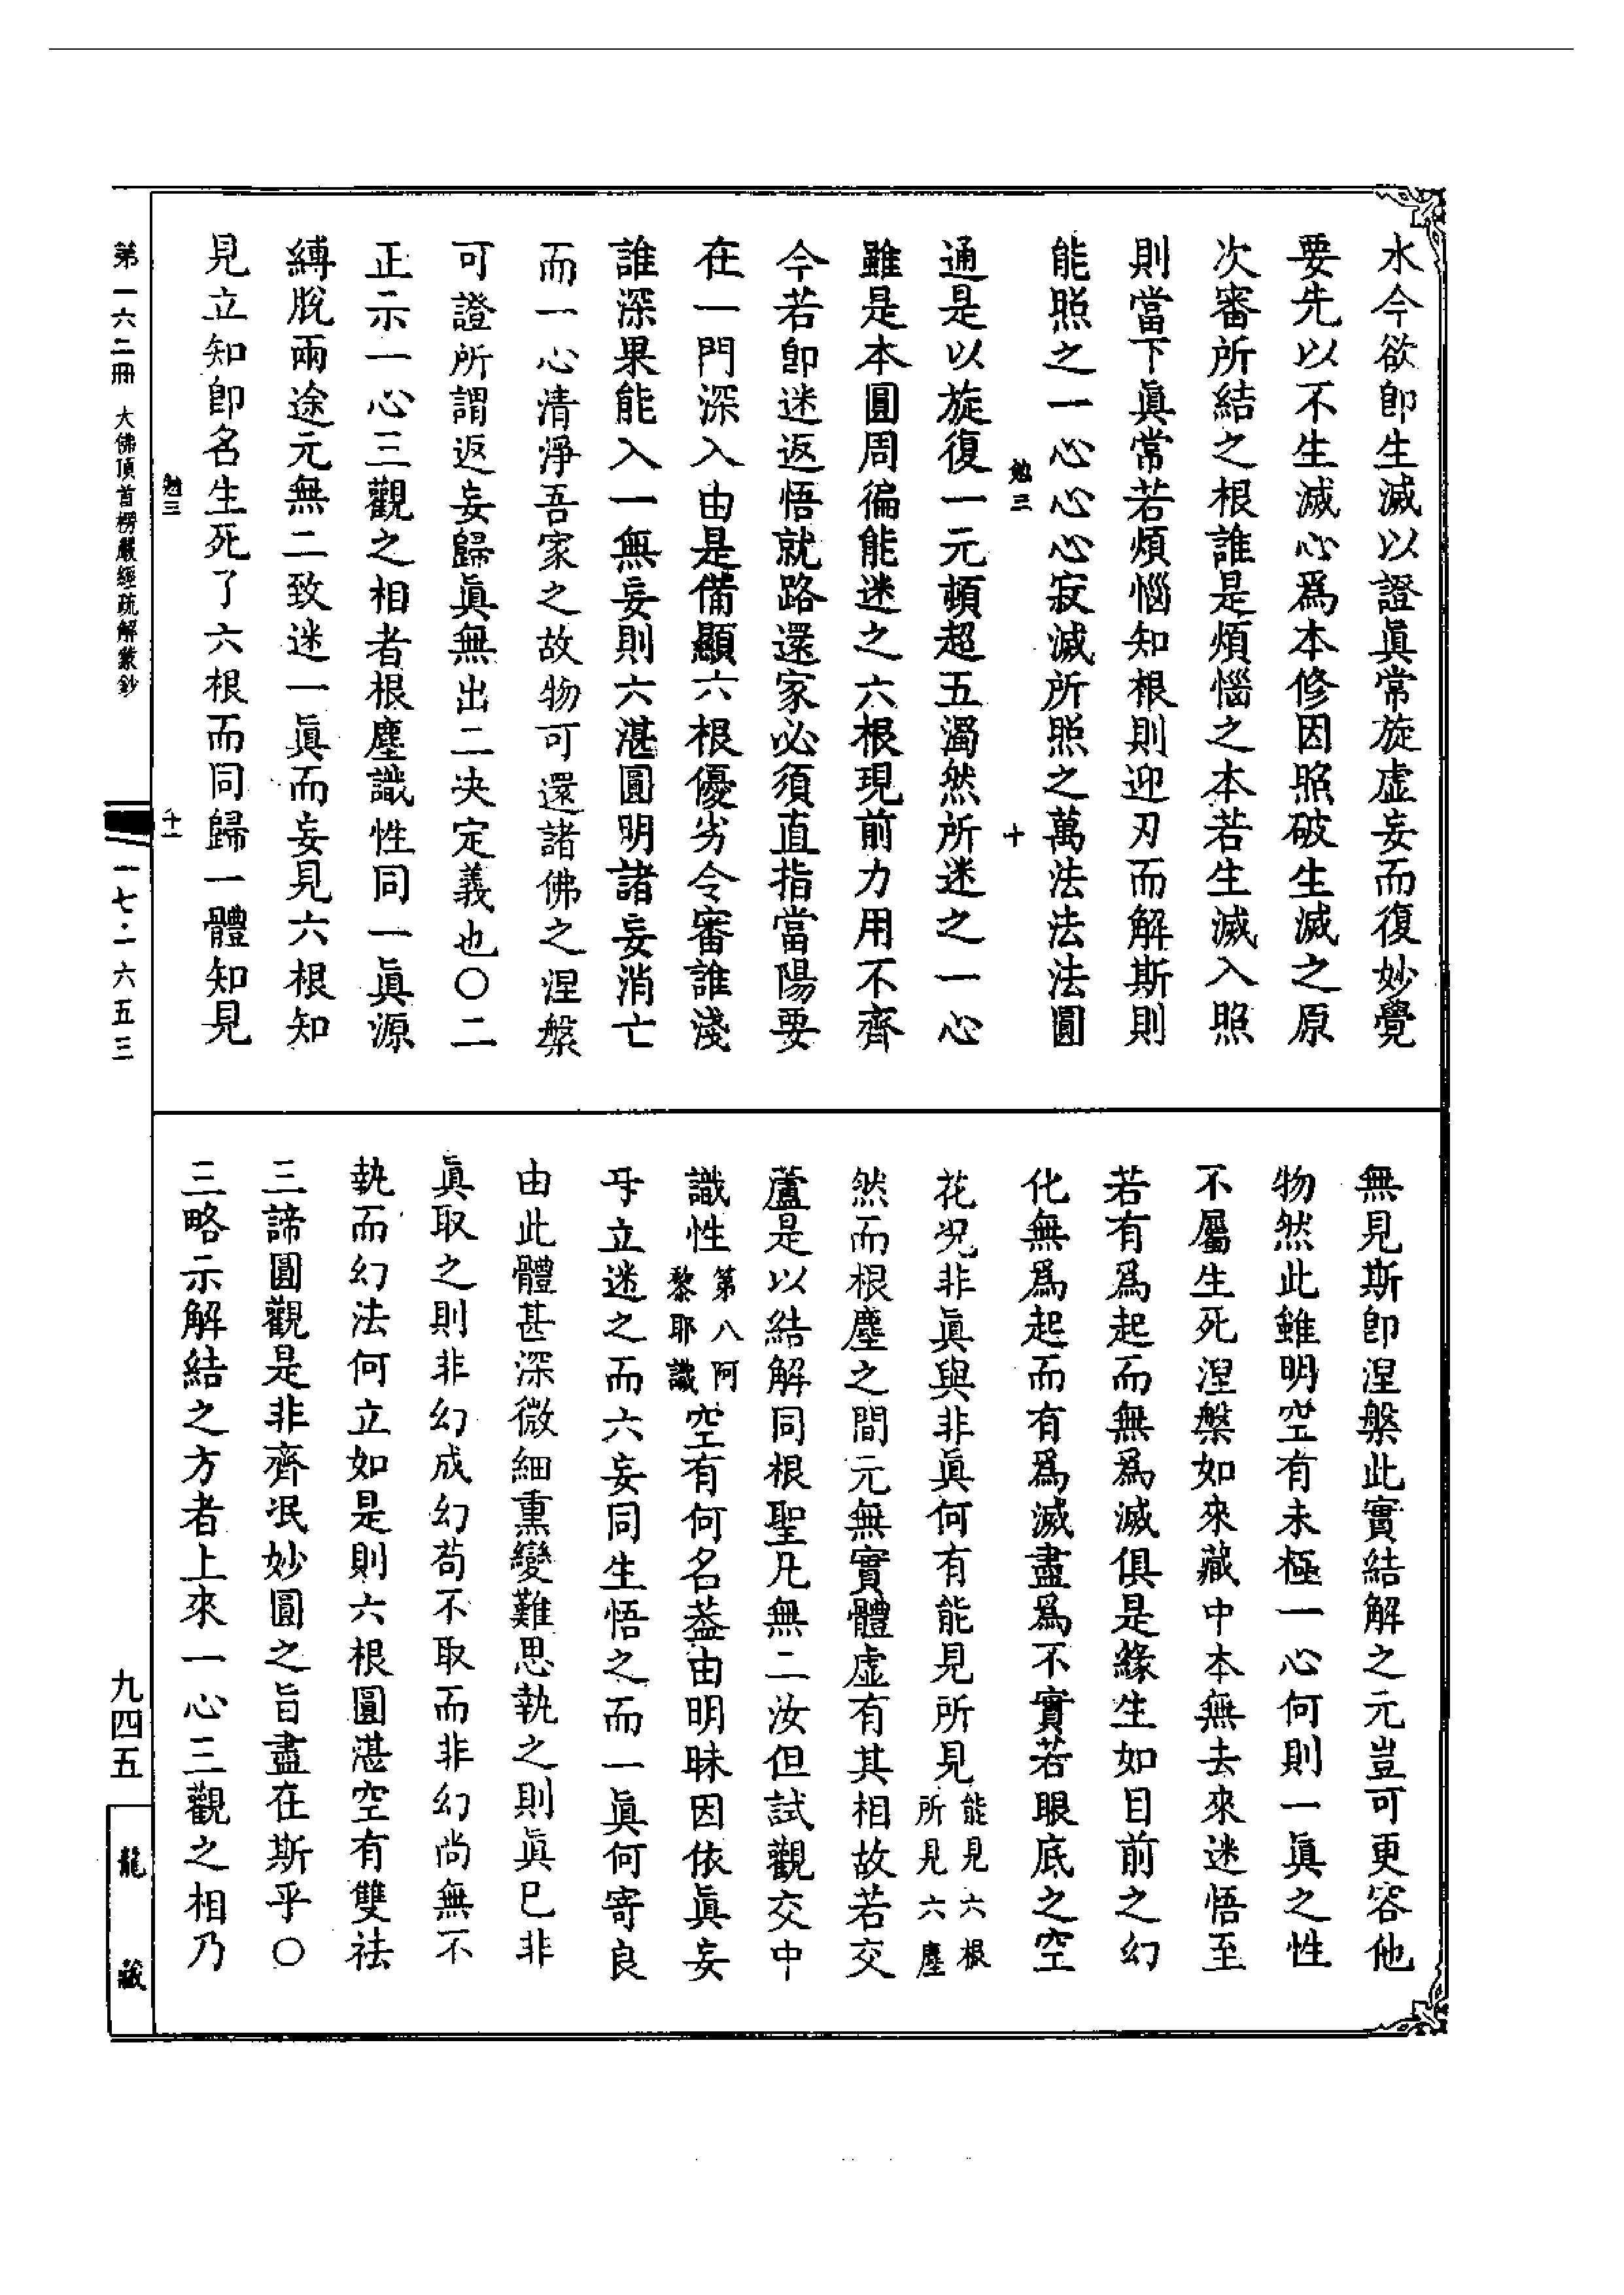 水今欲卽生滅以證眞常旋虚妄而復妙覺
要先以不生滅心爲本修因照破生滅之原
次審所結之根誰是煩惱之本若生滅入照
則當下眞常若煩惱知根則迎刃而解斯則
能照之一心心心寂滅所照之萬法法法圓
勉三
十
通是以旋復一元頓超五濁然所迷之一心
雖是本圓周徧能迷之六根現前力用不齊
今若卽迷返悟就路還家必須直指當陽要
在一門深入由是備顯六根優劣令審誰淺
誰深果能入一無妄則六湛圓明諸妄消亡
而一心清淨吾家之故物可還諸佛之涅槃
可證所謂返妄歸眞無出二決定義也〇二
正示一心三觀之相者根塵識性同一眞源
縛脫兩途元無二致迷一眞而妄見六根知
見立知卽名生死了六根而同歸一體知見
勉三
十一
無見斯卽涅槃此實結解之元豈可更容他
物然此雖明空有未極一心何則一眞之性
不屬生死涅槃如來藏中本無去來迷悟至
若有爲起而無爲滅俱是緣生如目前之幻
化無爲起而有爲滅盡爲不實若眼底之空
花况非眞與非眞何有能見所見能見六根所見六塵
然而根塵之間元無實體虚有其相故若交
蘆是以結解同根聖凡無二汝但試觀交中
識性第八阿黎耶識空有何名葢由明昧因依眞妄
㸦立迷之而六妄同生悟之而一眞何寄良
由此體甚深微細熏變難思執之則眞已非
眞取之則非幻成幻苟不取而非幻尚無不
執而幻法何立如是則六根圓湛空有雙祛
三諦圓觀是非齊泯妙圓之旨盡在斯乎〇
三略示解結之方者上來一心三觀之相乃
第一六二冊 大佛頂首楞嚴經疏解蒙鈔
一七·六五三
九四五
龍藏